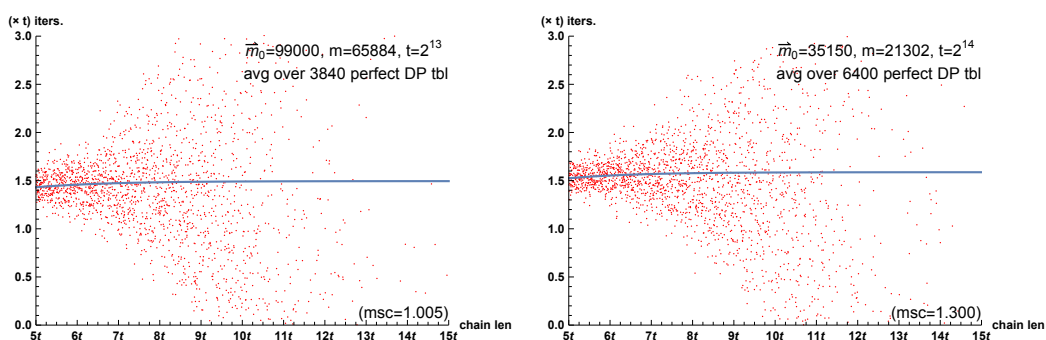 (× t) iters.
3.0
2.5
2.0
1.5
1.0
0.5
0.0
m⃗₀=99000, m=65884, t=2¹³
avg over 3840 perfect DP tbl
(msc=1.005)
5t 6t 7t 8t 9t 10t 11t 12t 13t 14t 15t
chain len
(× t) iters.
3.0
2.5
2.0
1.5
1.0
0.5
0.0
m⃗₀=35150, m=21302, t=2¹⁴
avg over 6400 perfect DP tbl
(msc=1.300)
5t 6t 7t 8t 9t 10t 11t 12t 13t 14t 15t
chain len